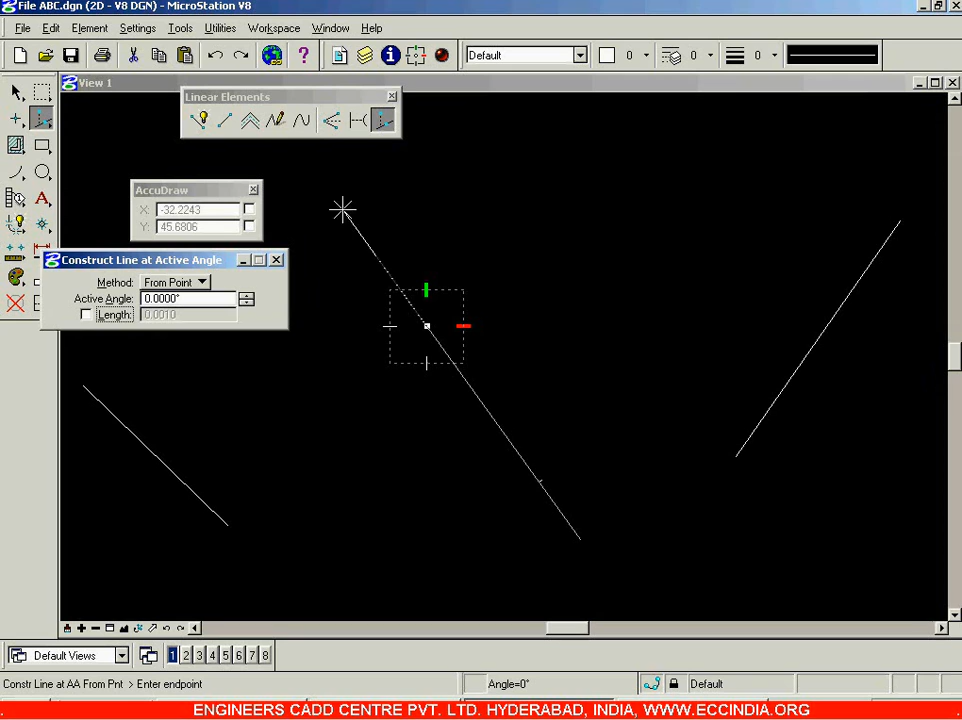 File ABC.dgn (2D - V8 DGN) - MicroStation V8
File Edit Element Settings Tools Utilities Workspace Window Help
Default 0 0 0
View 1
Linear Elements
AccuDraw
X: -32.2243
Y: 45.6806
Construct Line at Active Angle
Method: From Point
Active Angle: 0.0000°
Length: 0.0010
Default Views 1 2 3 4 5 6 7 8
Constr Line at AA From Pnt > Enter endpoint Angle=0° Default
ENGINEERS CADD CENTRE PVT. LTD. HYDERABAD, INDIA, WWW.ECCINDIA.ORG